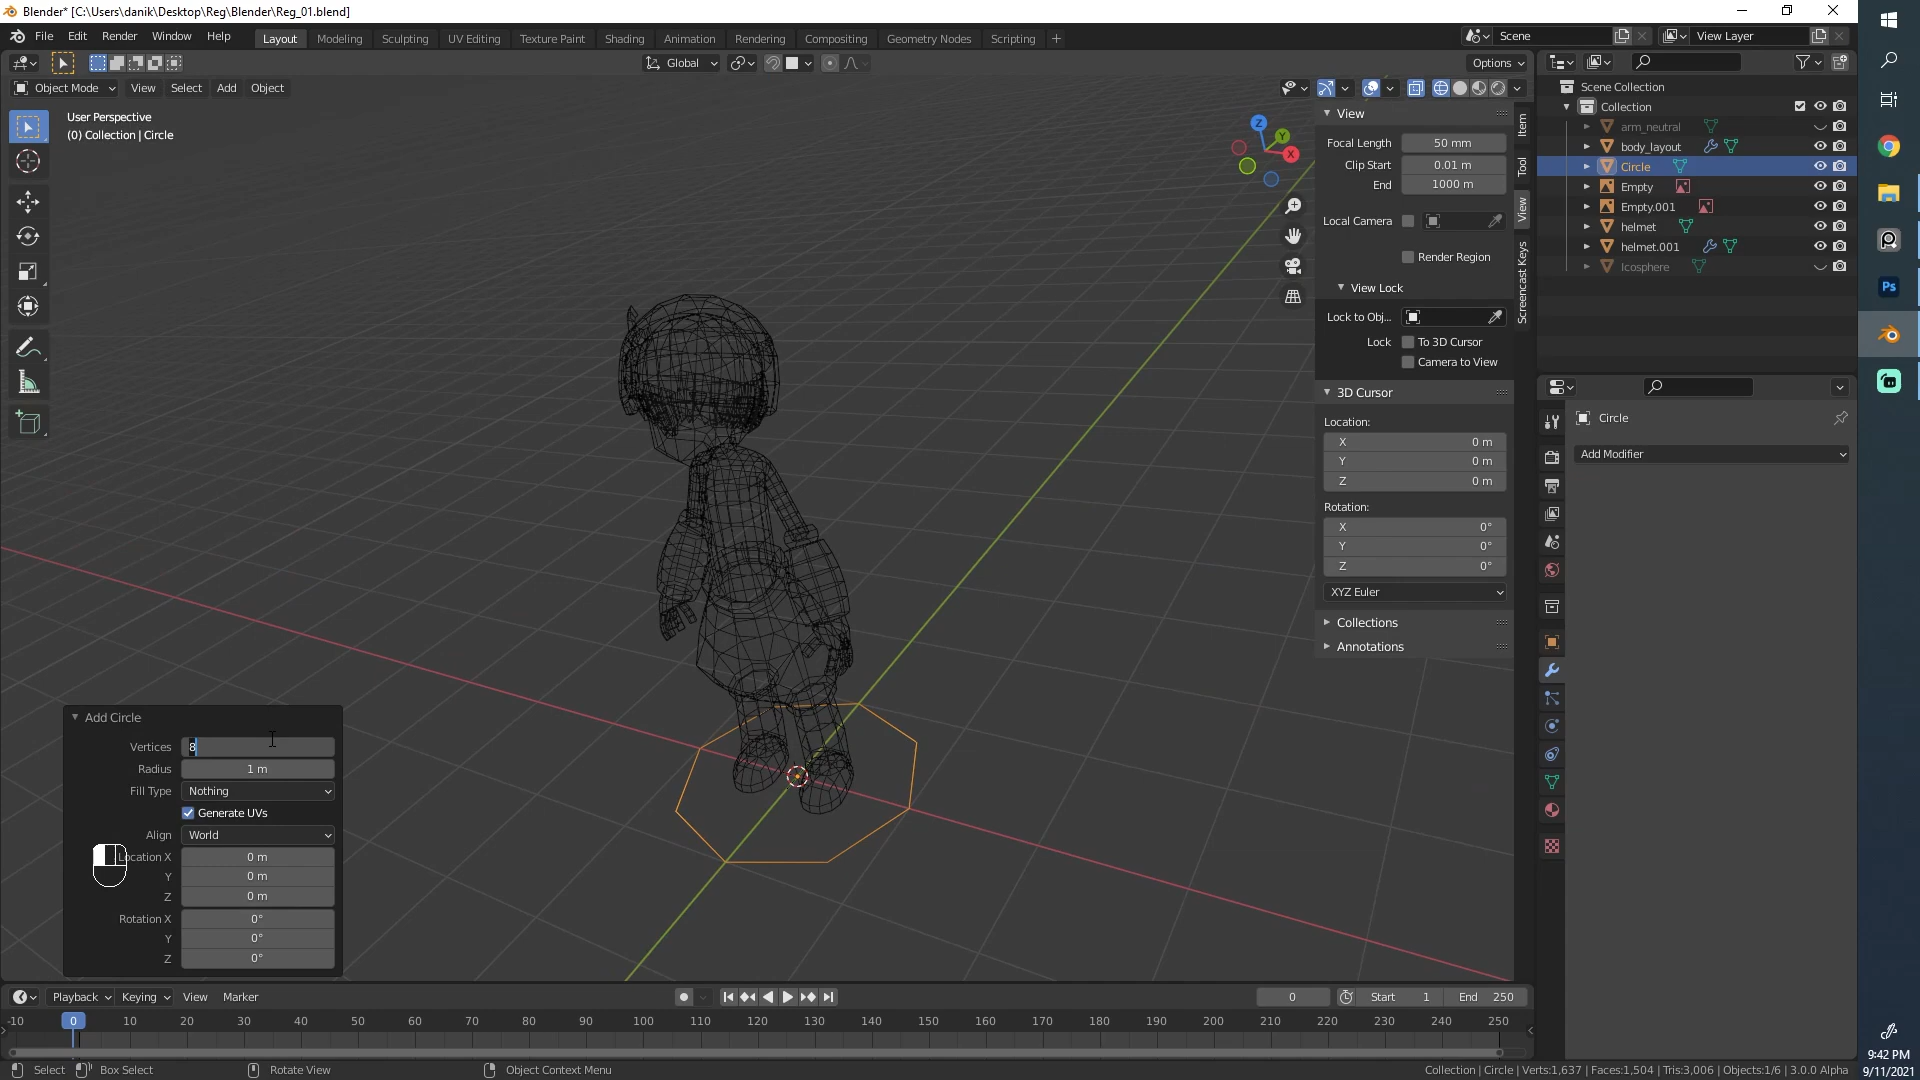 Blender* [C:\Users\danik\Desktop\Reg\Blender\Reg_01.blend]
File Edit Render Window Help
Layout Modeling Sculpting UV Editing Texture Paint Shading Animation Rendering Compositing Geometry Nodes Scripting +
Scene
View Layer
Global
Options
Object Mode View Select Add Object
User Perspective
(0) Collection | Circle
Z
Y
X
View
Focal Length 50 mm
Clip Start 0.01 m
End 1000 m
Local Camera
Render Region
View Lock
Lock to Obj...
Lock To 3D Cursor
Camera to View
3D Cursor
Location:
X 0 m
Y 0 m
Z 0 m
Rotation:
X 0°
Y 0°
Z 0°
XYZ Euler
Collections
Annotations
Item
Tool
View
Screencast Keys
Scene Collection
Collection
arm_neutral
body_layout
Circle
Empty
Empty.001
helmet
helmet.001
Icosphere
Circle
Add Modifier
Add Circle
Vertices 8
Radius 1 m
Fill Type Nothing
Generate UVs
Align World
Location X 0 m
Y 0 m
Z 0 m
Rotation X 0°
Y 0°
Z 0°
Playback Keying View Marker
0 Start 1 End 250
-10 0 10 20 30 40 50 60 70 80 90 100 110 120 130 140 150 160 170 180 190 200 210 220 230 240 250
Select Box Select Rotate View Object Context Menu
Collection | Circle | Verts:1,637 | Faces:1,504 | Tris:3,006 | Objects:1/6 | 3.0.0 Alpha
Ps
9:42 PM
9/11/2021